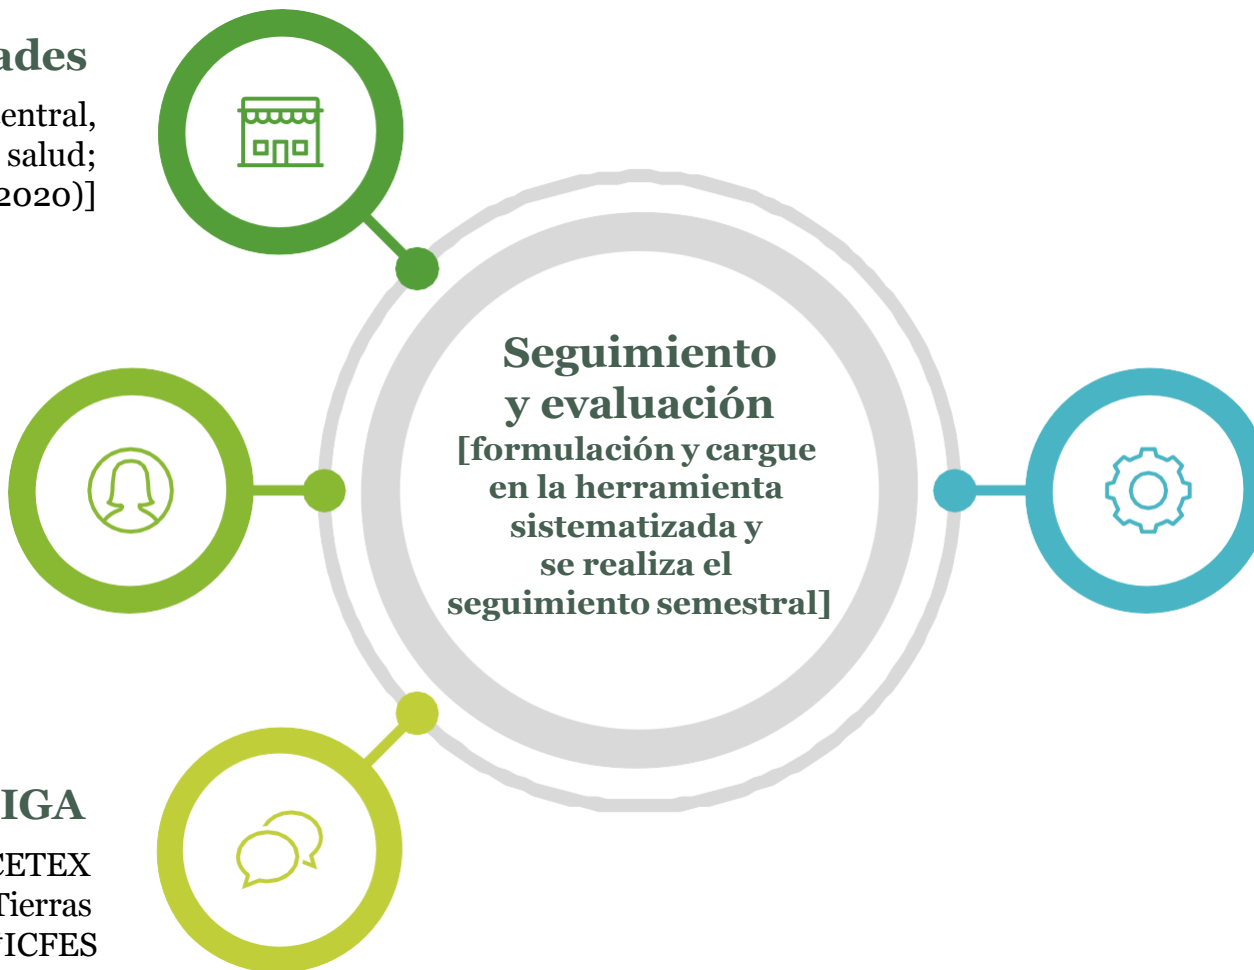 ades
entral,
salud;
2020)]
Seguimiento
y evaluación
[formulación y cargue
en la herramienta
sistematizada y
se realiza el
seguimiento semestral]
IGA
CETEX
Tierras
ICFES